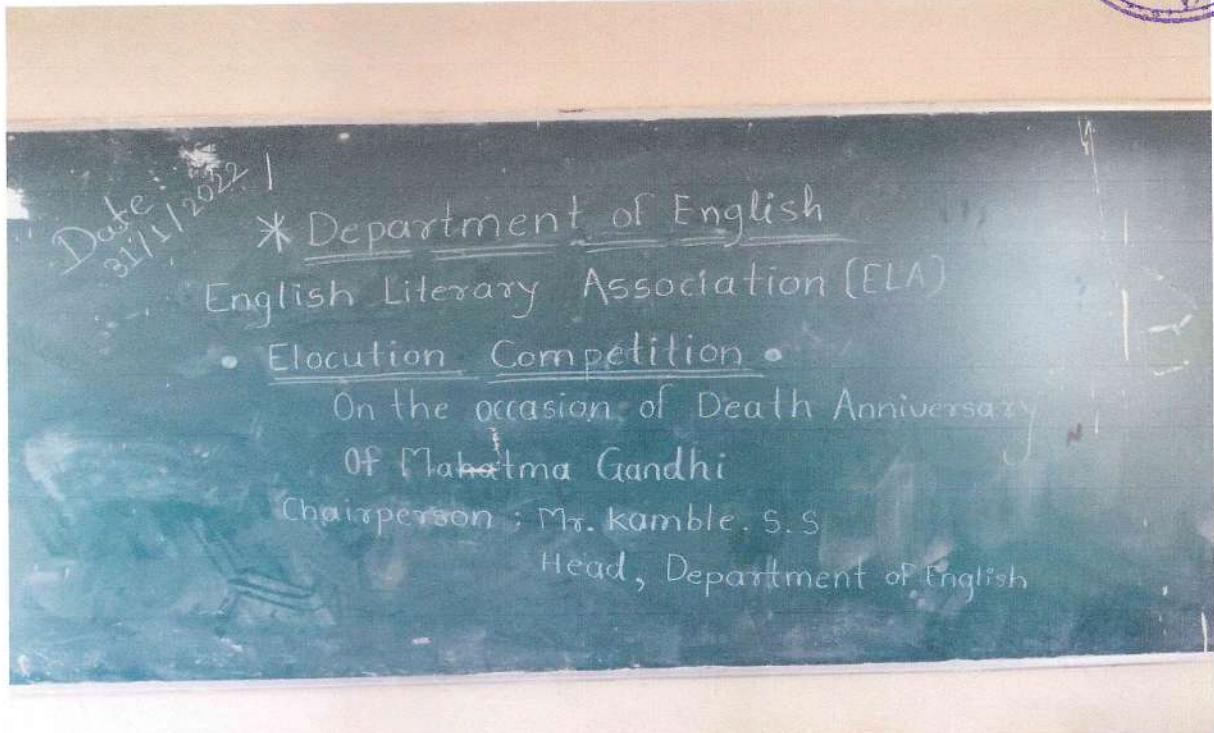 Date:
31/1/2022
* Department of English
English Literary Association (ELA)
• Elocution Competition •
On the occasion of Death Anniversary
Of Mahatma Gandhi
Chairperson : Mr. Kamble. S.S
Head, Department of English